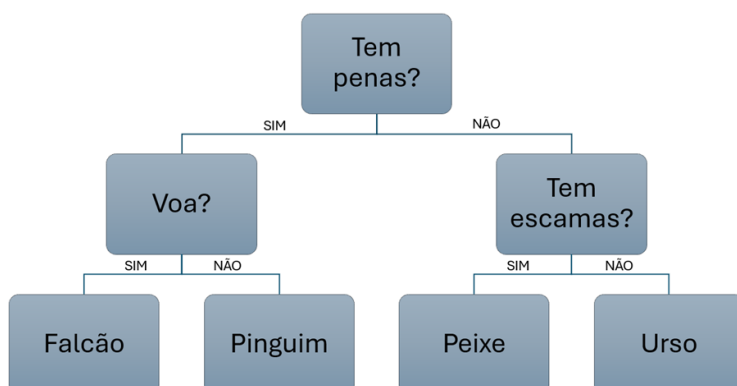 Tem
penas?
SIM
NÃO
Voa?
Tem
escamas?
SIM
NÃO
SIM
NÃO
Falcão
Pinguim
Peixe
Urso